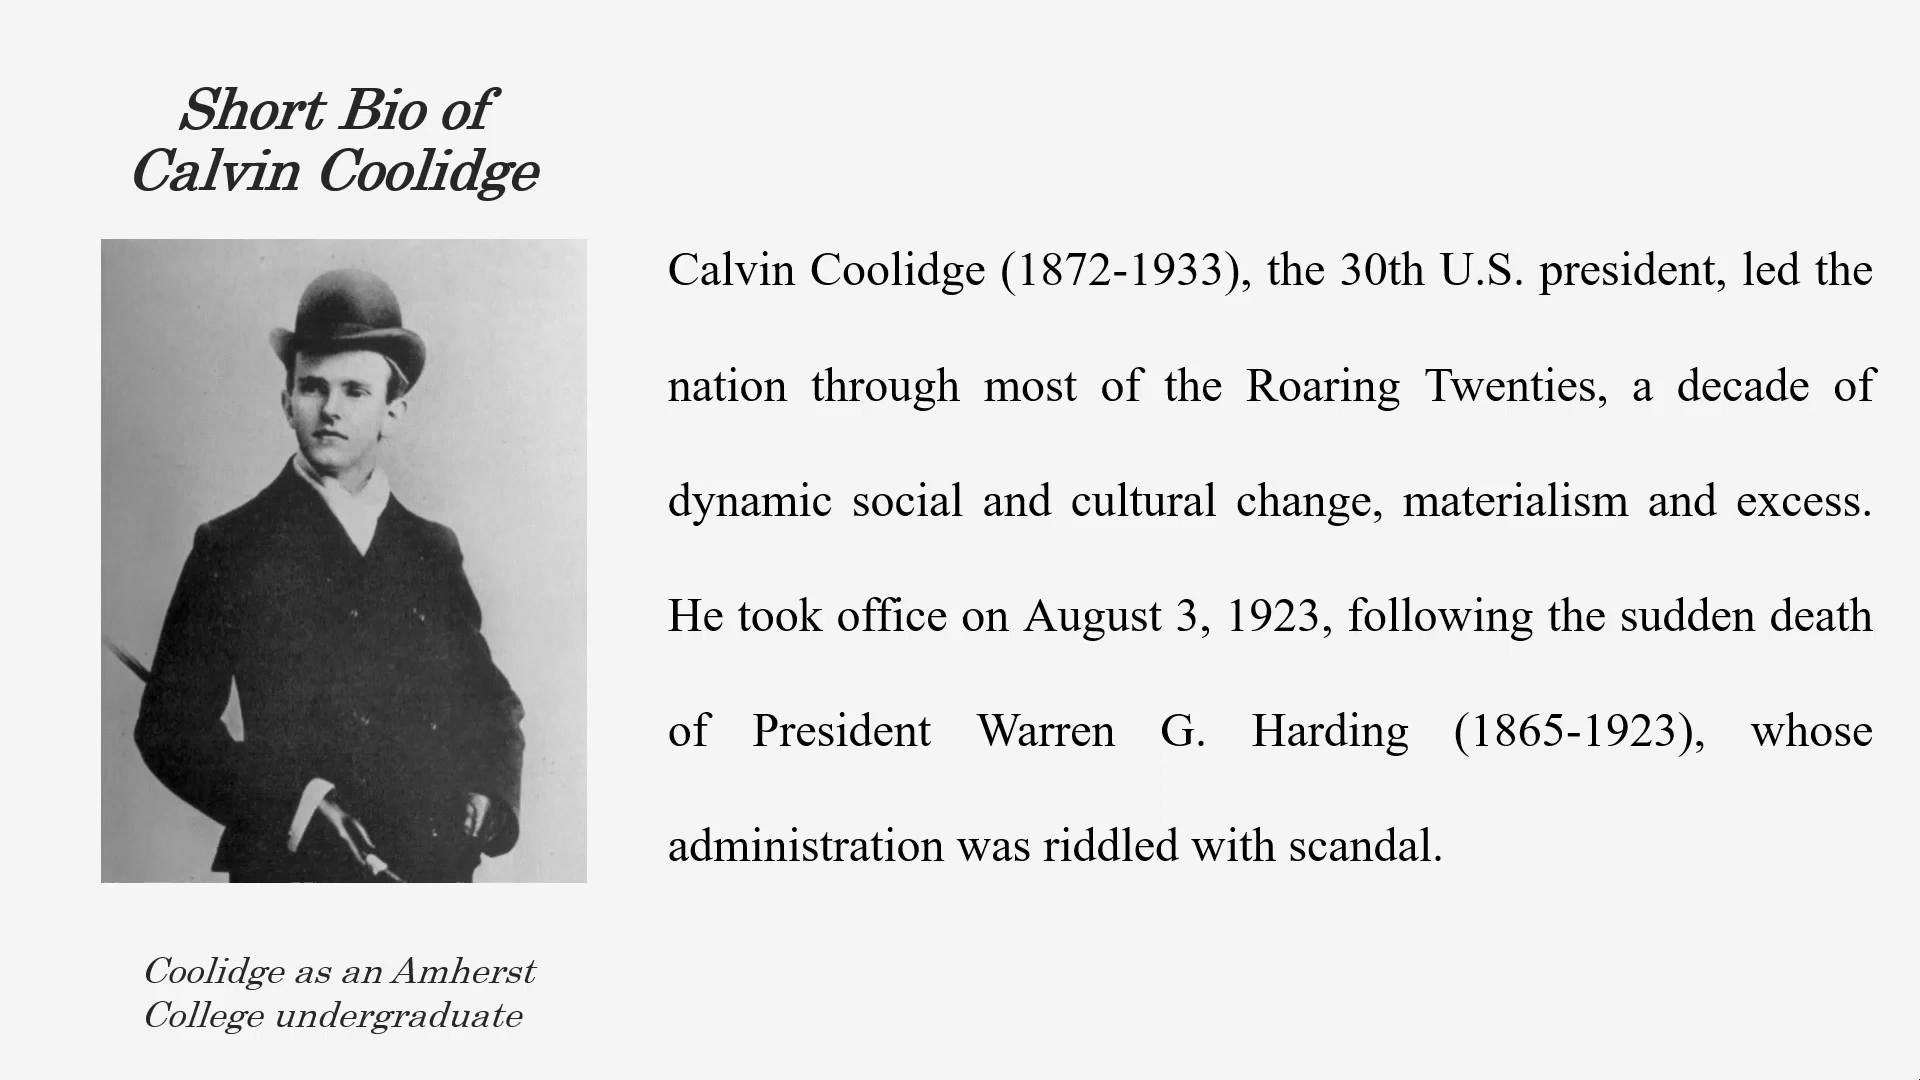 Short Bio of
Calvin Coolidge
Calvin Coolidge (1872-1933), the 30th U.S. president, led the
nation through most of the Roaring Twenties, a decade of
dynamic social and cultural change, materialism and excess.
He took office on August 3, 1923, following the sudden death
of President Warren G. Harding (1865-1923), whose
administration was riddled with scandal.
Coolidge as an Amherst
College undergraduate